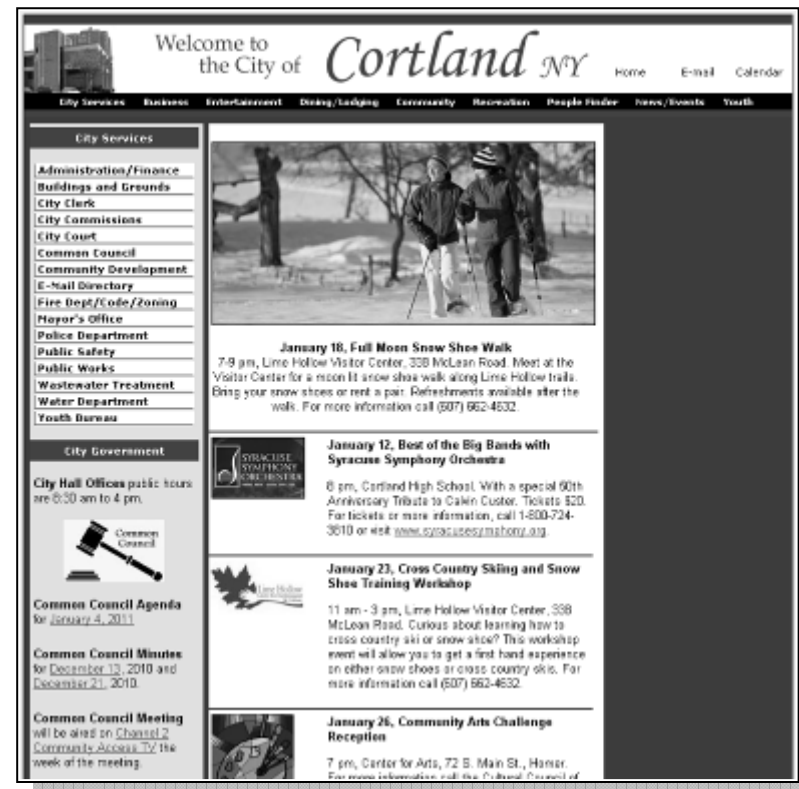 Welcome to
the City of
Cortland NY
Home E-mail Calendar
City Services Business Entertainment Dining/Lodging Community Recreation People Finder News/Events Youth
City Services
Administration/Finance
Buildings and Grounds
City Clerk
City Commissions
City Court
Common Council
Community Development
E-Mail Directory
Fire Dept/Code/Zoning
Mayor's Office
Police Department
Public Safety
Public Works
Wastewater Treatment
Water Department
Youth Bureau
City Government
City Hall Offices public hours
are 8:30 am to 4 pm.
Common
Council
Common Council Agenda
for January 4, 2011
Common Council Minutes
for December 13, 2010 and
December 21, 2010.
Common Council Meeting
will be aired on Channel 2
Community Access TV the
week of the meeting.
January 18, Full Moon Snow Shoe Walk
7-9 pm, Lime Hollow Visitor Center, 338 McLean Road. Meet at the
Visitor Center for a moon lit snow shoe walk along Lime Hollow trails.
Bring your snow shoes or rent a pair. Refreshments available after the
walk. For more information call (607) 662-4632.
SYRACUSE
SYMPHONY
ORCHESTRA
January 12, Best of the Big Bands with
Syracuse Symphony Orchestra
8 pm, Cortland High School. With a special 60th
Anniversary Tribute to Calvin Custer. Tickets $20.
For tickets or more information, call 1-800-724-
3810 or visit www.syracusesymphony.org.
Lime Hollow
January 23, Cross Country Skiing and Snow
Shoe Training Workshop
11 am - 3 pm, Lime Hollow Visitor Center, 338
McLean Road. Curious about learning how to
cross country ski or snow shoe? This workshop
event will allow you to get a first hand experience
on either snow shoes or cross country skis. For
more information call (607) 662-4632.
January 26, Community Arts Challenge
Reception
7 pm, Center for Arts, 72 S. Main St., Homer.
For more information call the Cultural Council of